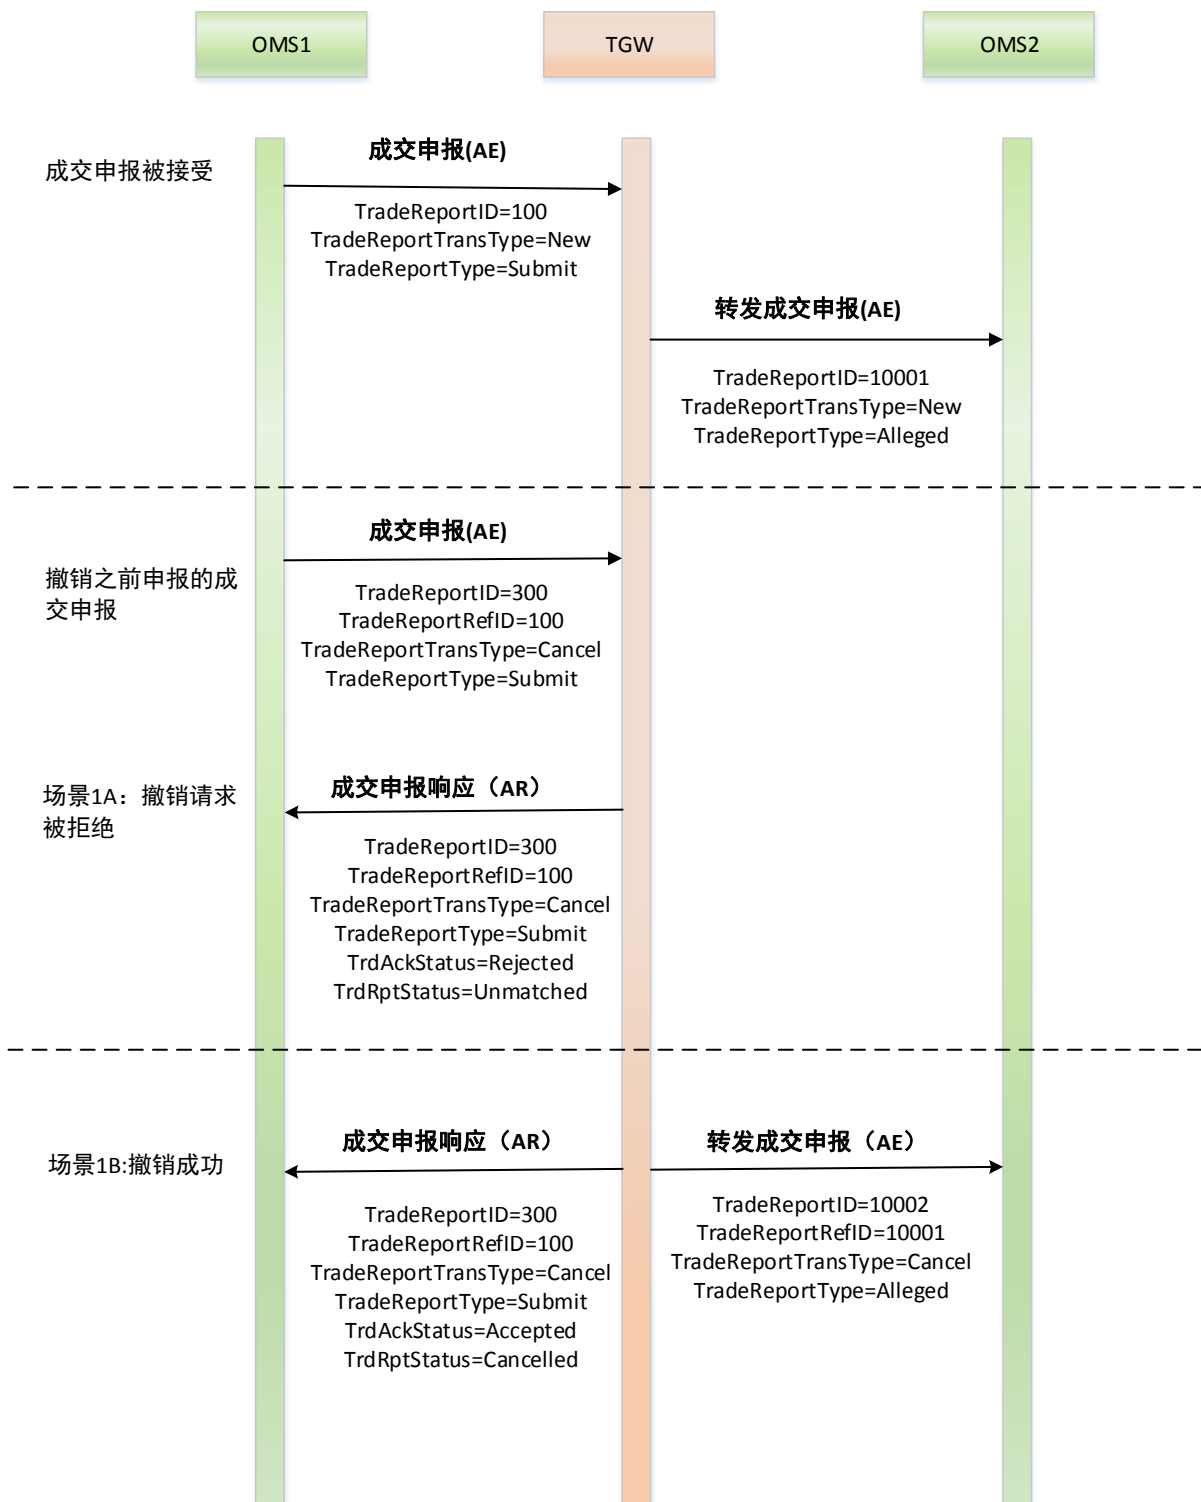 OMS1
TGW
OMS2
成交申报被接受
成交申报(AE)
TradeReportID=100
TradeReportTransType=New
TradeReportType=Submit
转发成交申报(AE)
TradeReportID=10001
TradeReportTransType=New
TradeReportType=Alleged
撤销之前申报的成
交申报
成交申报(AE)
TradeReportID=300
TradeReportRefID=100
TradeReportTransType=Cancel
TradeReportType=Submit
场景1A：撤销请求
被拒绝
成交申报响应（AR）
TradeReportID=300
TradeReportRefID=100
TradeReportTransType=Cancel
TradeReportType=Submit
TrdAckStatus=Rejected
TrdRptStatus=Unmatched
场景1B:撤销成功
成交申报响应（AR）
TradeReportID=300
TradeReportRefID=100
TradeReportTransType=Cancel
TradeReportType=Submit
TrdAckStatus=Accepted
TrdRptStatus=Cancelled
转发成交申报（AE）
TradeReportID=10002
TradeReportRefID=10001
TradeReportTransType=Cancel
TradeReportType=Alleged